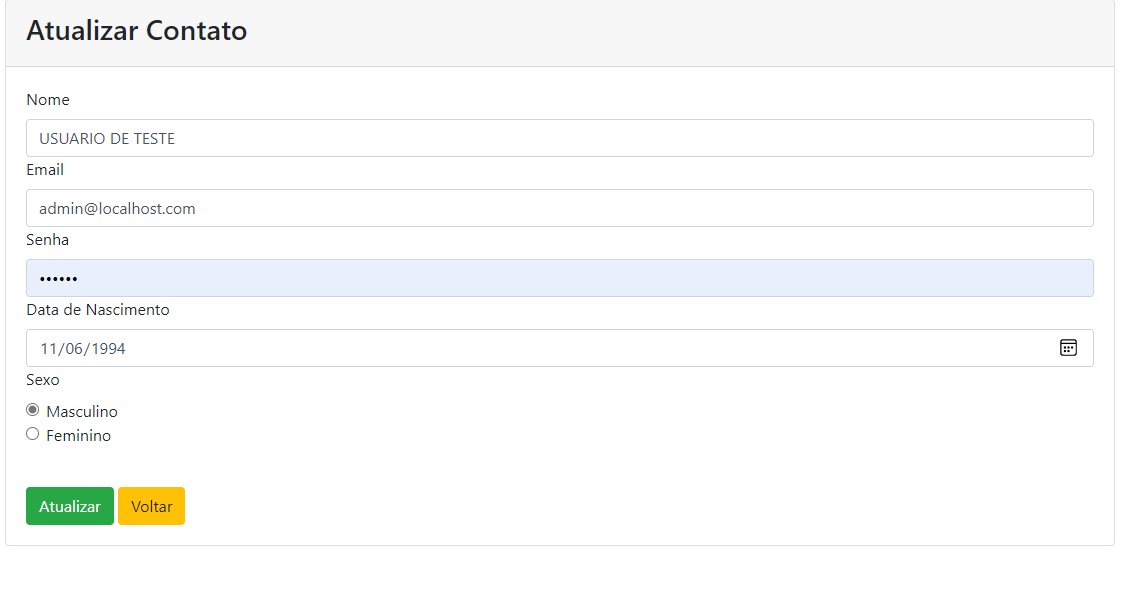 Atualizar Contato
Nome
USUARIO DE TESTE
Email
admin@localhost.com
Senha
••••••
Data de Nascimento
11/06/1994
Sexo
Masculino
Feminino
Atualizar Voltar